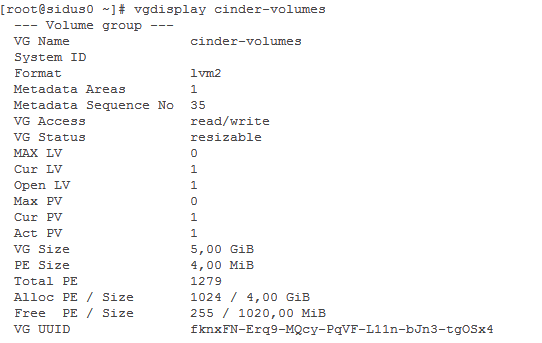 [root@sidus0 ~]# vgdisplay cinder-volumes
--- Volume group ---
VG Name cinder-volumes
System ID
Format lvm2
Metadata Areas 1
Metadata Sequence No 35
VG Access read/write
VG Status resizable
MAX LV 0
Cur LV 1
Open LV 1
Max PV 0
Cur PV 1
Act PV 1
VG Size 5,00 GiB
PE Size 4,00 MiB
Total PE 1279
Alloc PE / Size 1024 / 4,00 GiB
Free PE / Size 255 / 1020,00 MiB
VG UUID fknxFN-Erq9-MQcy-PqVF-L11n-bJn3-tgOSx4